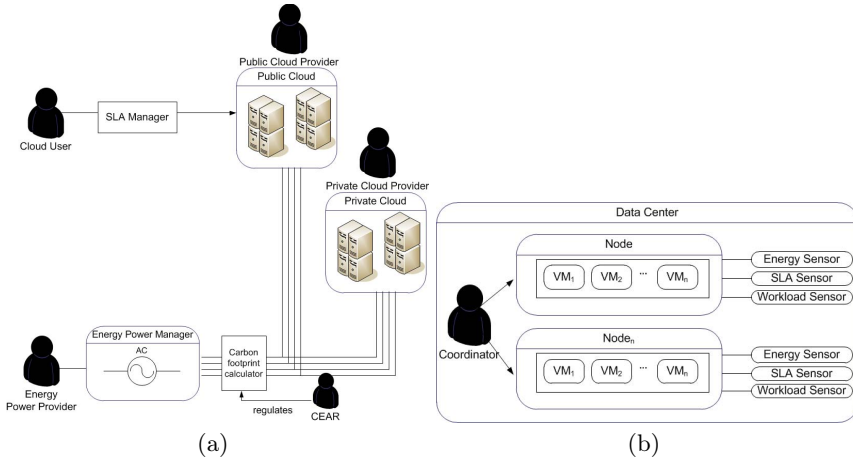 Public Cloud Provider
Public Cloud
SLA Manager
Cloud User
Private Cloud Provider
Private Cloud
Energy Power Manager
AC
Carbon
footprint
calculator
Energy
Power Provider
regulates
CEAR
(a)
Data Center
Node
VM1 VM2 ... VMn
Energy Sensor
SLA Sensor
Workload Sensor
Coordinator
Noden
VM1 VM2 ... VMn
Energy Sensor
SLA Sensor
Workload Sensor
(b)